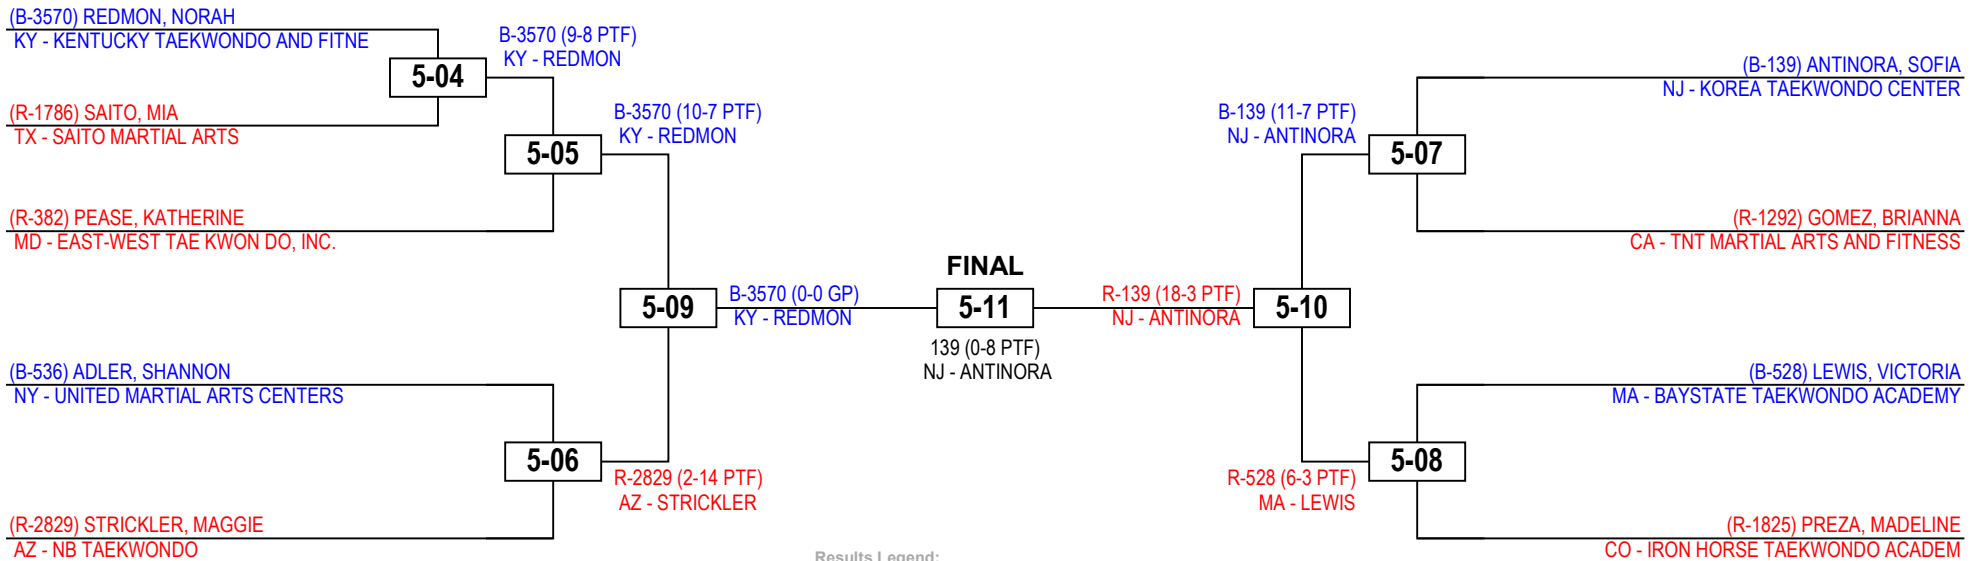 (B-3570) REDMON, NORAH
KY - KENTUCKY TAEKWONDO AND FITNE
5-04
(R-1786) SAITO, MIA
TX - SAITO MARTIAL ARTS
B-3570 (9-8 PTF)
KY - REDMON
5-05
(R-382) PEASE, KATHERINE
MD - EAST-WEST TAE KWON DO, INC.
B-3570 (10-7 PTF)
KY - REDMON
5-09
(B-536) ADLER, SHANNON
NY - UNITED MARTIAL ARTS CENTERS
5-06
(R-2829) STRICKLER, MAGGIE
AZ - NB TAEKWONDO
R-2829 (2-14 PTF)
AZ - STRICKLER
B-3570 (0-0 GP)
KY - REDMON
FINAL
5-11
139 (0-8 PTF)
NJ - ANTINORA
R-139 (18-3 PTF)
NJ - ANTINORA
5-10
B-139 (11-7 PTF)
NJ - ANTINORA
5-07
(B-139) ANTINORA, SOFIA
NJ - KOREA TAEKWONDO CENTER
(R-1292) GOMEZ, BRIANNA
CA - TNT MARTIAL ARTS AND FITNESS
R-528 (6-3 PTF)
MA - LEWIS
5-08
(B-528) LEWIS, VICTORIA
MA - BAYSTATE TAEKWONDO ACADEMY
(R-1825) PREZA, MADELINE
CO - IRON HORSE TAEKWONDO ACADEM
Results Legend: